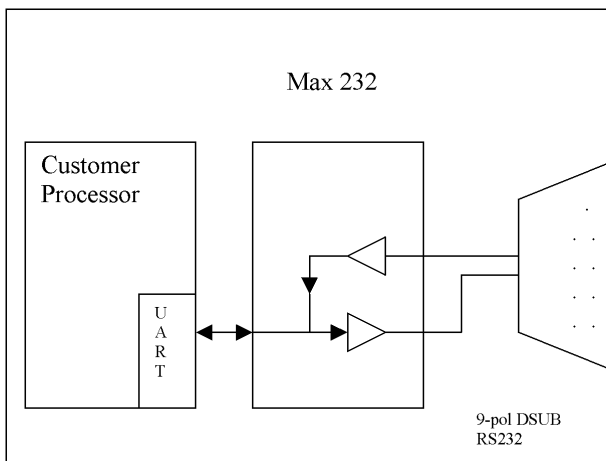 Max 232
Customer
Processor
U
A
R
T
9-pol DSUB
RS232